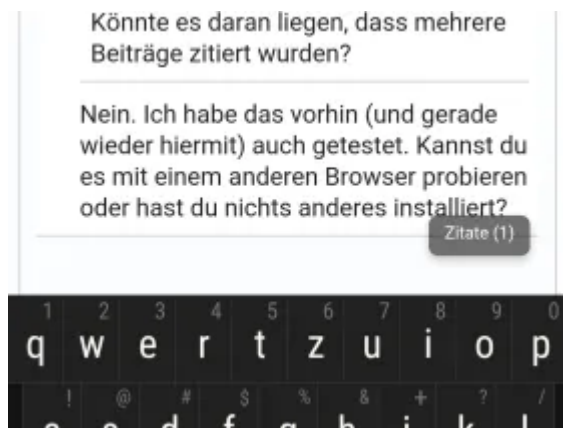 Könnte es daran liegen, dass mehrere
Beiträge zitiert wurden?
Nein. Ich habe das vorhin (und gerade
wieder hiermit) auch getestet. Kannst du
es mit einem anderen Browser probieren
oder hast du nichts anderes installiert?
Zitate (1)
1 2 3 4 5 6 7 8 9 0
q w e r t z u i o p
! @ # $ % & + ? /